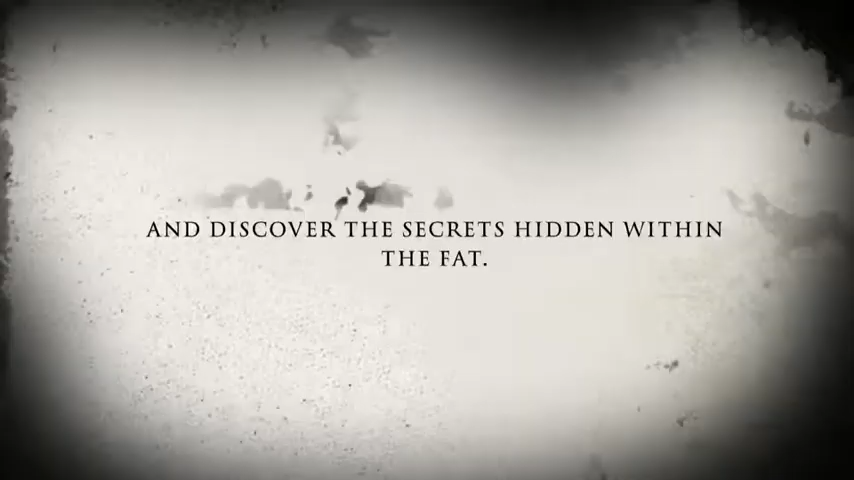 AND DISCOVER THE SECRETS HIDDEN WITHIN
THE FAT.